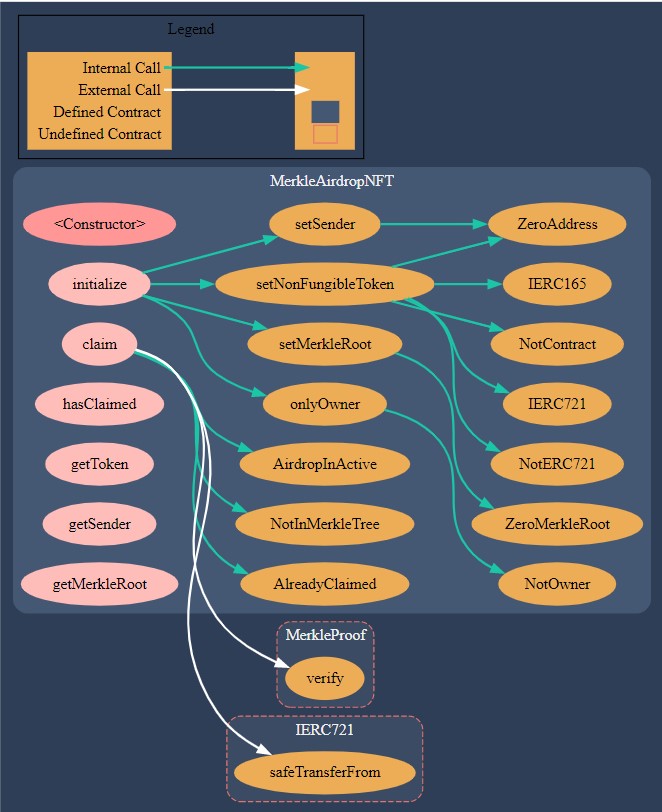 Legend
Internal Call
External Call
Defined Contract
Undefined Contract
MerkleAirdropNFT
<Constructor>
setSender
ZeroAddress
initialize
setNonFungibleToken
IERC165
claim
setMerkleRoot
NotContract
hasClaimed
onlyOwner
IERC721
getToken
AirdropInActive
NotERC721
getSender
NotInMerkleTree
ZeroMerkleRoot
getMerkleRoot
AlreadyClaimed
NotOwner
MerkleProof
verify
IERC721
safeTransferFrom